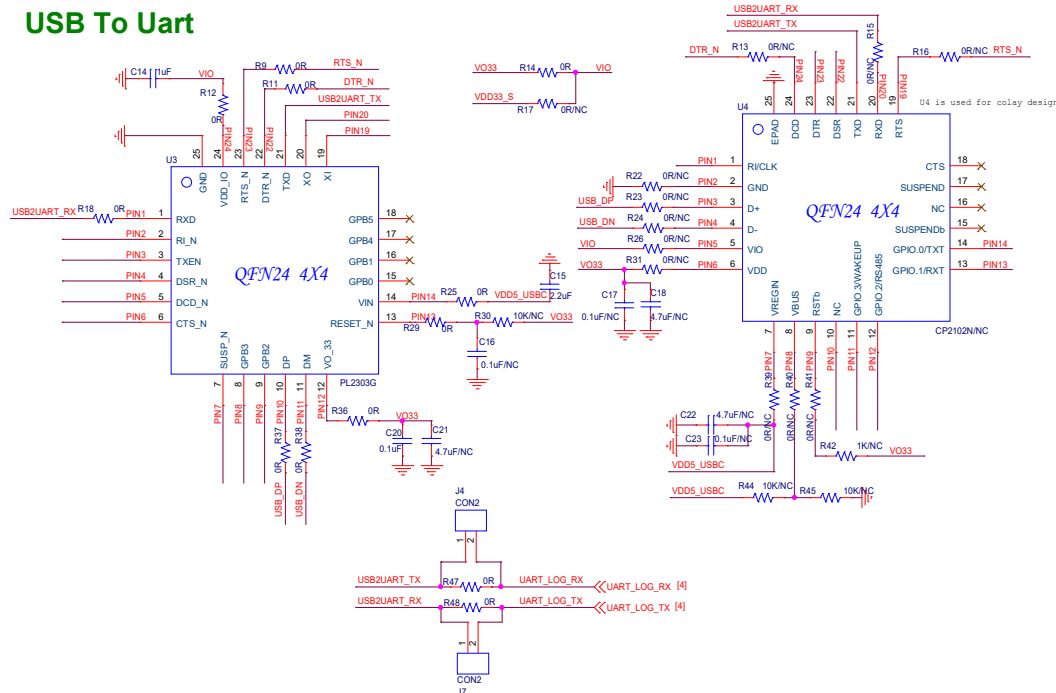 USB To Uart
C14 1uF VIO
R12 0R
R9 0R RTS_N
R11 0R DTR_N
USB2UART_TX
PIN20
PIN19
PIN24 PIN23 PIN22
25 24 23 22 21 20 19
U3
GND VDD_IO RTS_N DTR_N TXD XO XI
USB2UART_RX R18 0R PIN1 1 RXD
PIN2 2 RI_N
PIN3 3 TXEN
PIN4 4 DSR_N
PIN5 5 DCD_N
PIN6 6 CTS_N
QFN24 4X4
GPB5 18
GPB4 17
GPB1 16
GPB0 15
VIN 14 PIN14 R25 0R VDD5_USBC
C15 2.2uF
RESET_N 13 PIN13 R29 0R R30 10K/NC VO33
C16
0.1uF/NC
SUSP_N GPB3 GPB2 DP DM VO_33
PL2303G
7 8 9 10 11 12
PIN7 PIN8 PIN9 PIN10 PIN11 PIN12
R36 0R VO33
C20 0.1uF
C21 4.7uF/NC
R37 0R
R38 0R
USB_DP USB_DN
VO33 R14 0R VIO
VDD33_S R17 0R/NC
USB2UART_RX
USB2UART_TX
DTR_N R13 0R/NC
R15 0R/NC
R16 0R/NC RTS_N
PIN24 PIN23 PIN22 PIN20 PIN19
U4 is used for colay design
25 24 23 22 21 20 19
U4
EPAD DCD DTR DSR TXD RXD RTS
PIN1 1 RI/CLK
R22 0R/NC PIN2 2 GND
USB_DP R23 0R/NC PIN3 3 D+
USB_DN R24 0R/NC PIN4 4 D-
VIO R26 0R/NC PIN5 5 VIO
VO33 R31 0R/NC PIN6 6 VDD
C17 0.1uF/NC
C18 4.7uF/NC
QFN24 4X4
CTS 18
SUSPEND 17
NC 16
SUSPENDb 15
GPIO.0/TXT 14 PIN14
GPIO.1/RXT 13 PIN13
VREGIN VBUS RSTb NC GPIO.3/WAKEUP GPIO.2/RS485
CP2102N/NC
7 8 9 10 11 12
PIN7 PIN8 PIN9 PIN10 PIN11 PIN12
R39 0R/NC
R40 0R/NC
R41 0R/NC
C22 4.7uF/NC
C23 0.1uF/NC
R42 1K/NC VO33
VDD5_USBC
VDD5_USBC R44 10K/NC R45 10K/NC
J4
CON2
1 2
USB2UART_TX R47 0R UART_LOG_RX UART_LOG_RX [4]
USB2UART_RX R48 0R UART_LOG_TX UART_LOG_TX [4]
1 2
CON2
J7